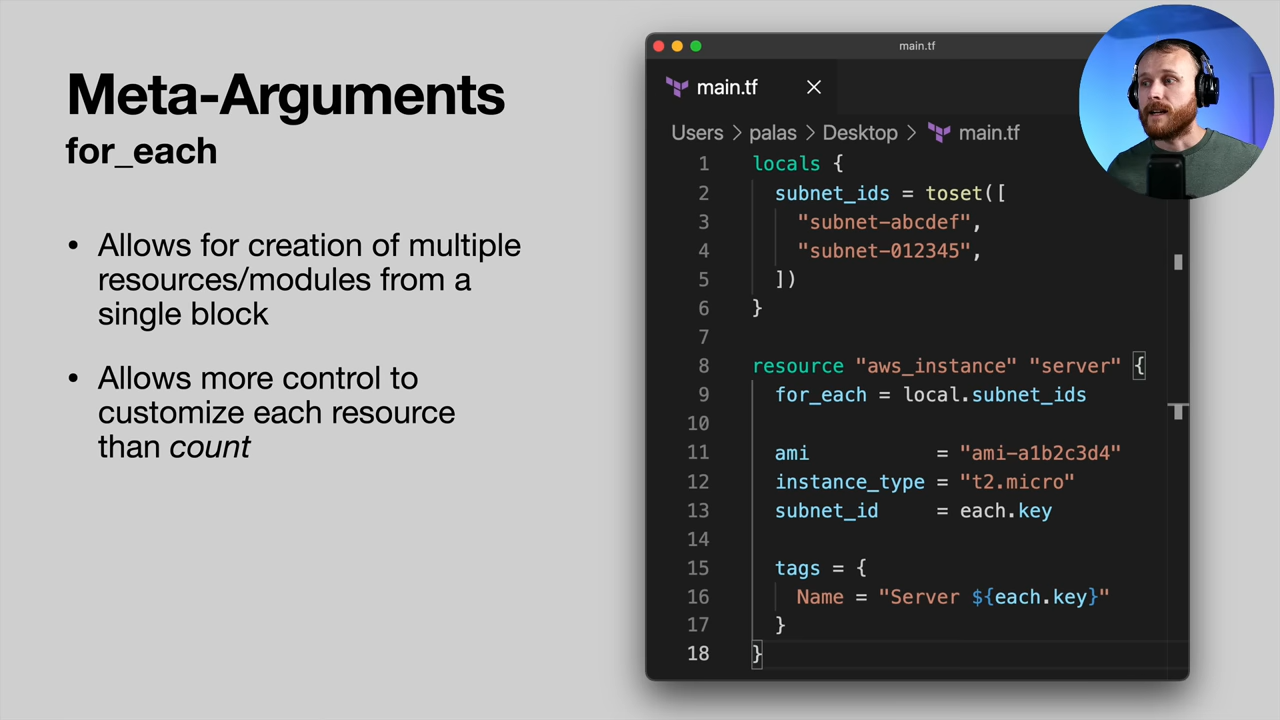 Meta-Arguments
for_each
• Allows for creation of multiple
resources/modules from a
single block
• Allows more control to
customize each resource
than count
main.tf
main.tf
Users > palas > Desktop > main.tf
1 locals {
2   subnet_ids = toset([
3     "subnet-abcdef",
4     "subnet-012345",
5   ])
6 }
7
8 resource "aws_instance" "server" {
9   for_each = local.subnet_ids
10
11   ami           = "ami-a1b2c3d4"
12   instance_type = "t2.micro"
13   subnet_id     = each.key
14
15   tags = {
16     Name = "Server ${each.key}"
17   }
18 }